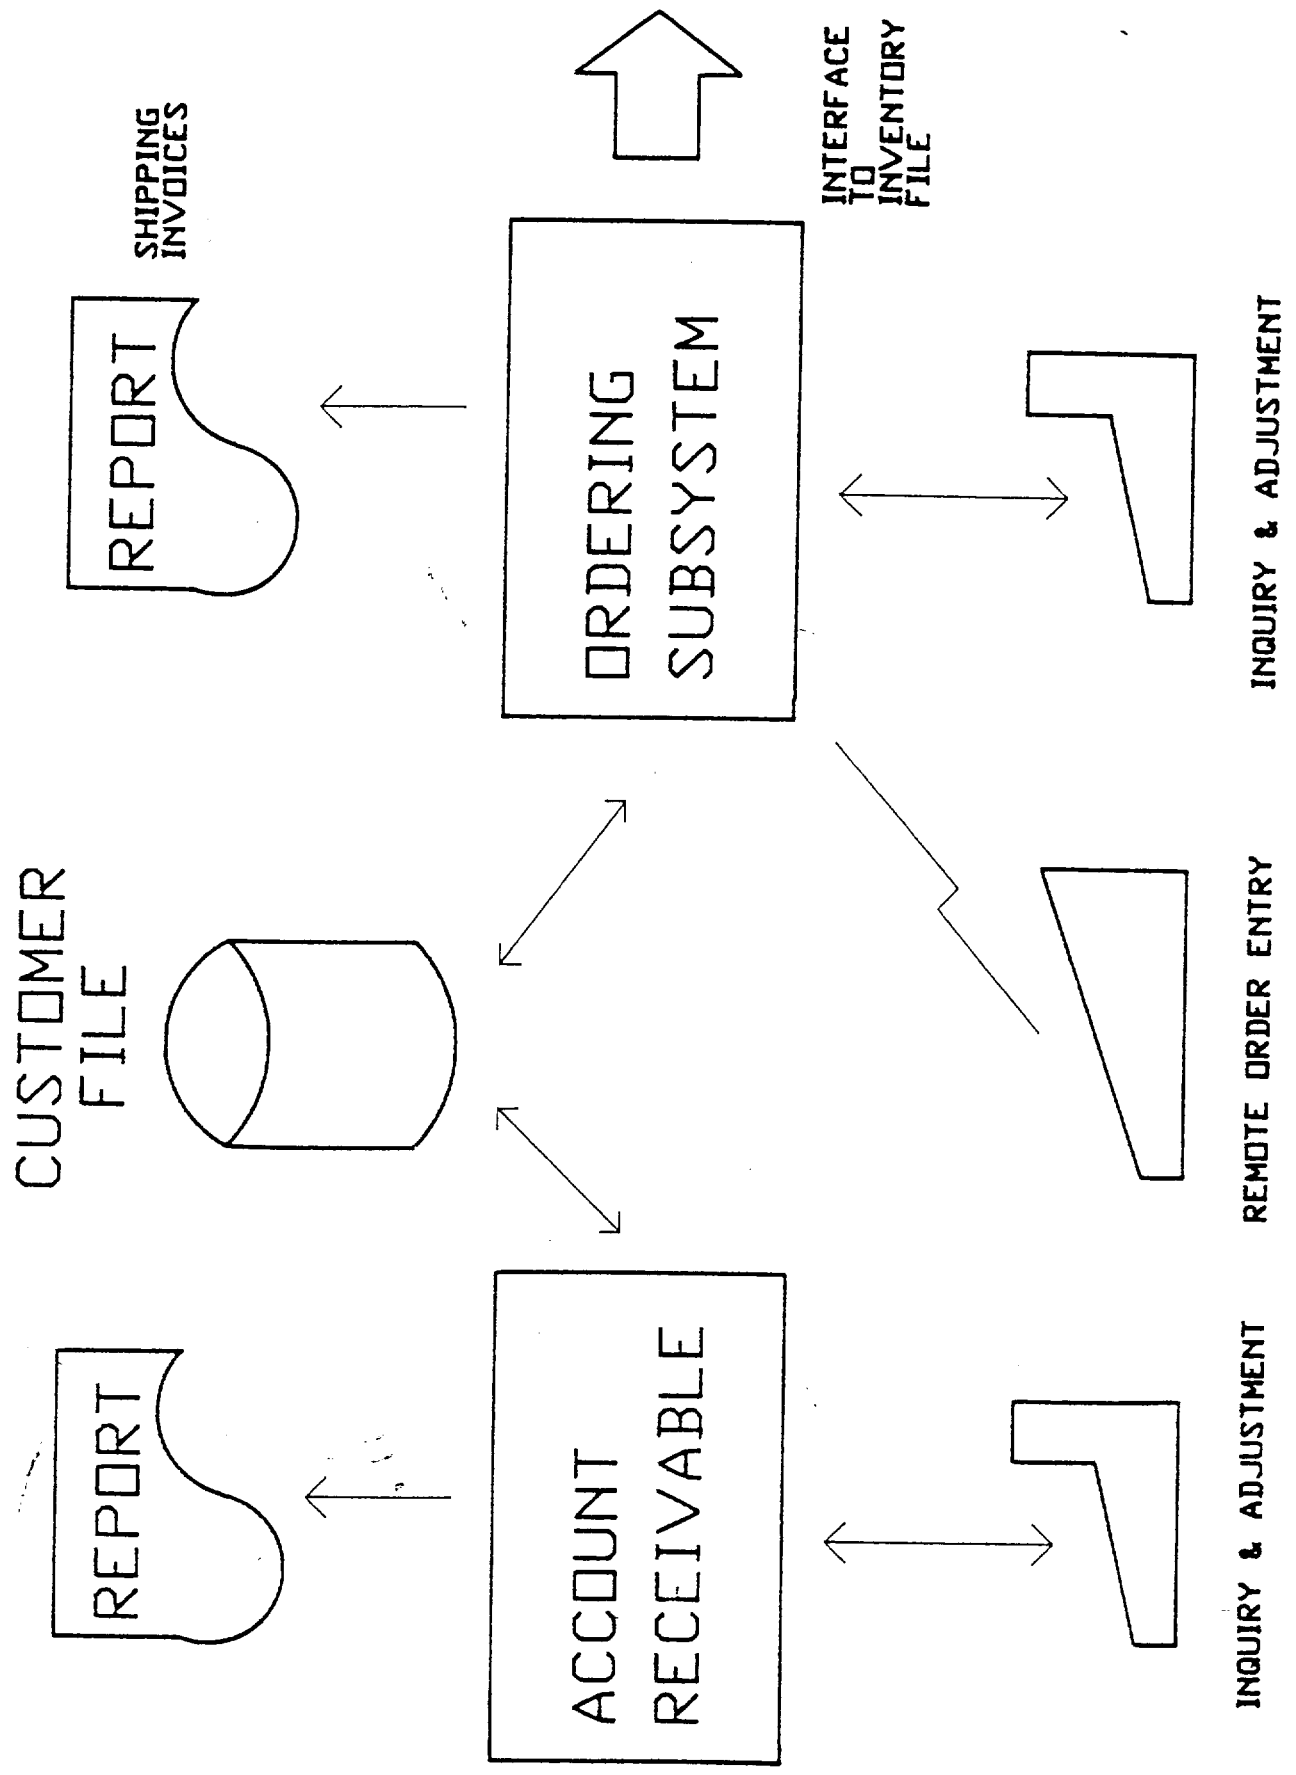 CUSTOMER
FILE
REPORT
REPORT
SHIPPING
INVOICES
ACCOUNT
RECEIVABLE
ORDERING
SUBSYSTEM
INTERFACE
TO
INVENTORY
FILE
INQUIRY & ADJUSTMENT
REMOTE ORDER ENTRY
INQUIRY & ADJUSTMENT